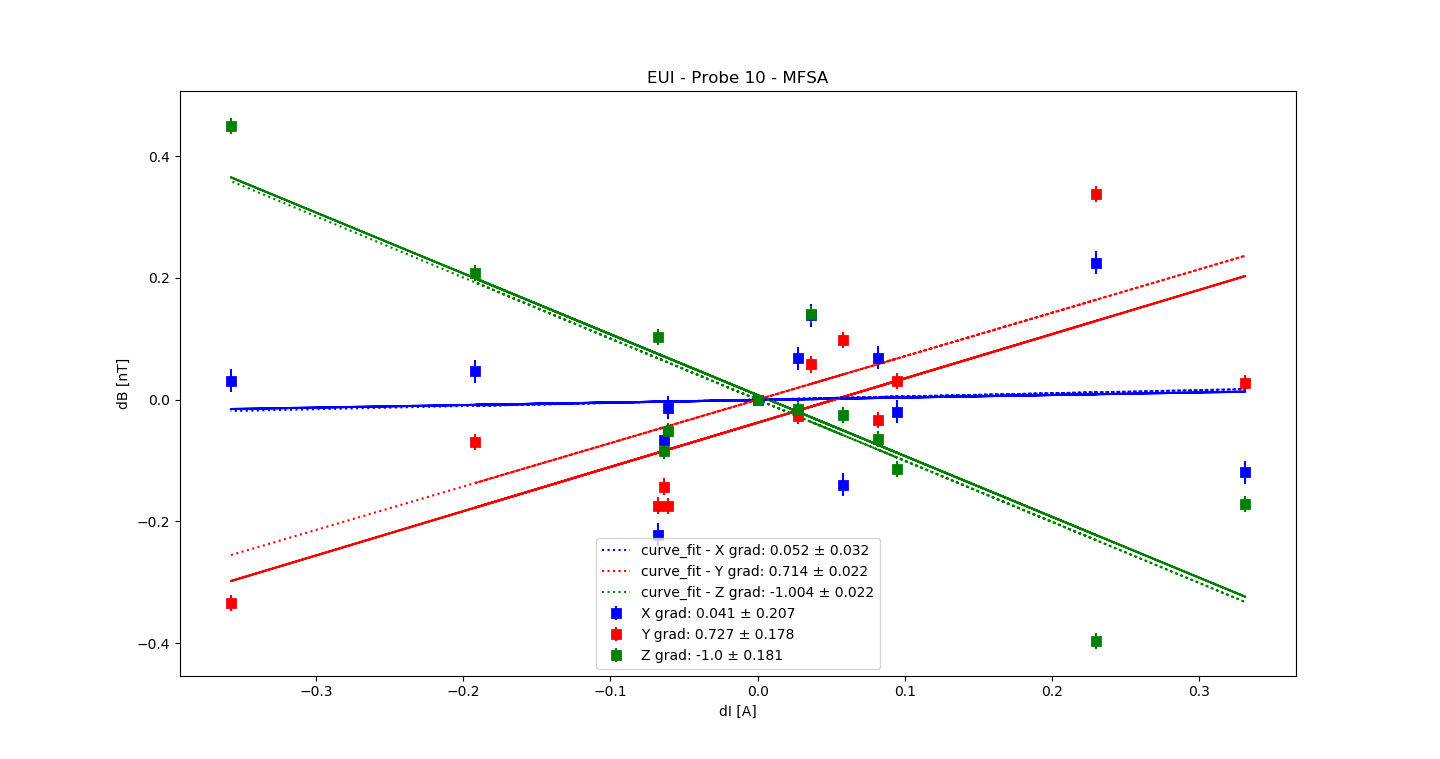 EUI - Probe 10 - MFSA
dB [nT]
0.4
0.2
0.0
−0.2
−0.4
curve_fit - X grad: 0.052 ± 0.032
curve_fit - Y grad: 0.714 ± 0.022
curve_fit - Z grad: -1.004 ± 0.022
X grad: 0.041 ± 0.207
Y grad: 0.727 ± 0.178
Z grad: -1.0 ± 0.181
−0.3 −0.2 −0.1 0.0 0.1 0.2 0.3
dI [A]